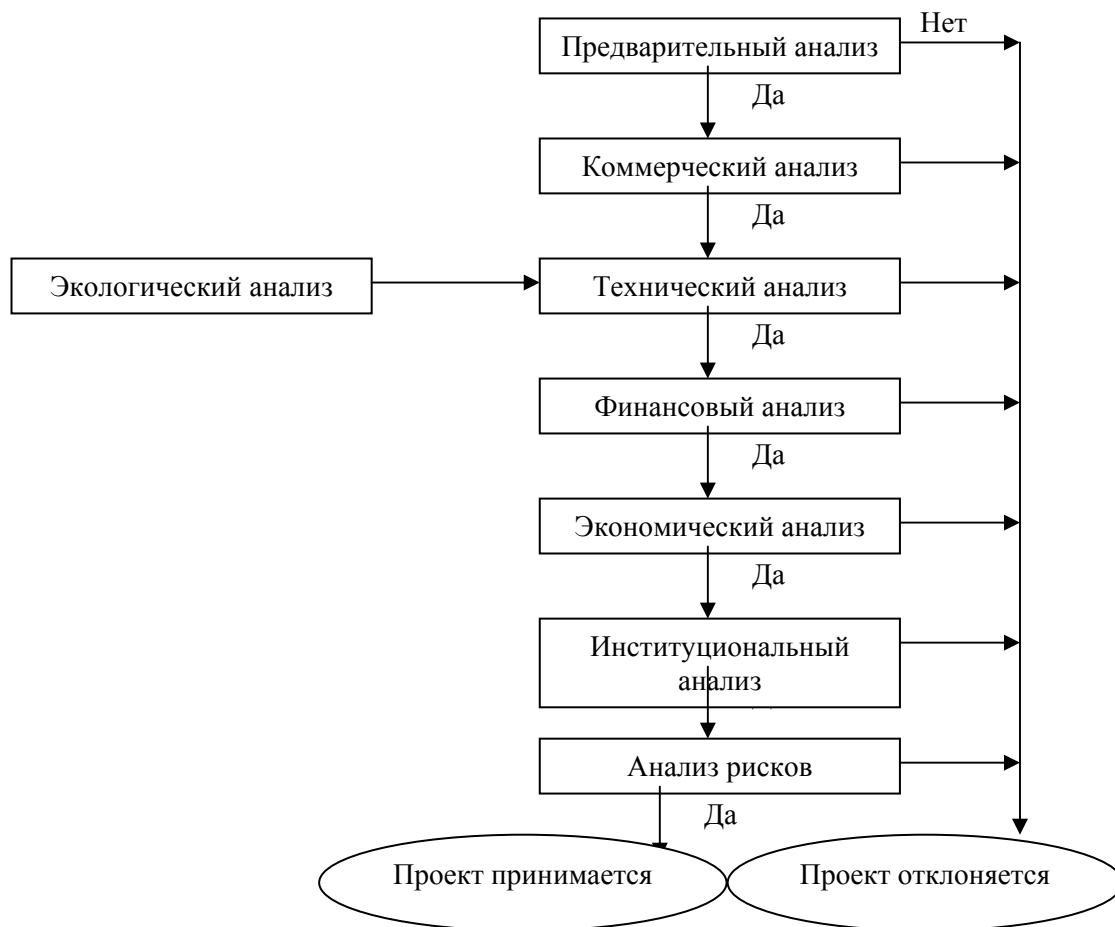 Предварительный анализ
Нет
Да
Коммерческий анализ
Да
Экологический анализ
Технический анализ
Да
Финансовый анализ
Да
Экономический анализ
Да
Институциональный
анализ
Анализ рисков
Да
Проект принимается
Проект отклоняется